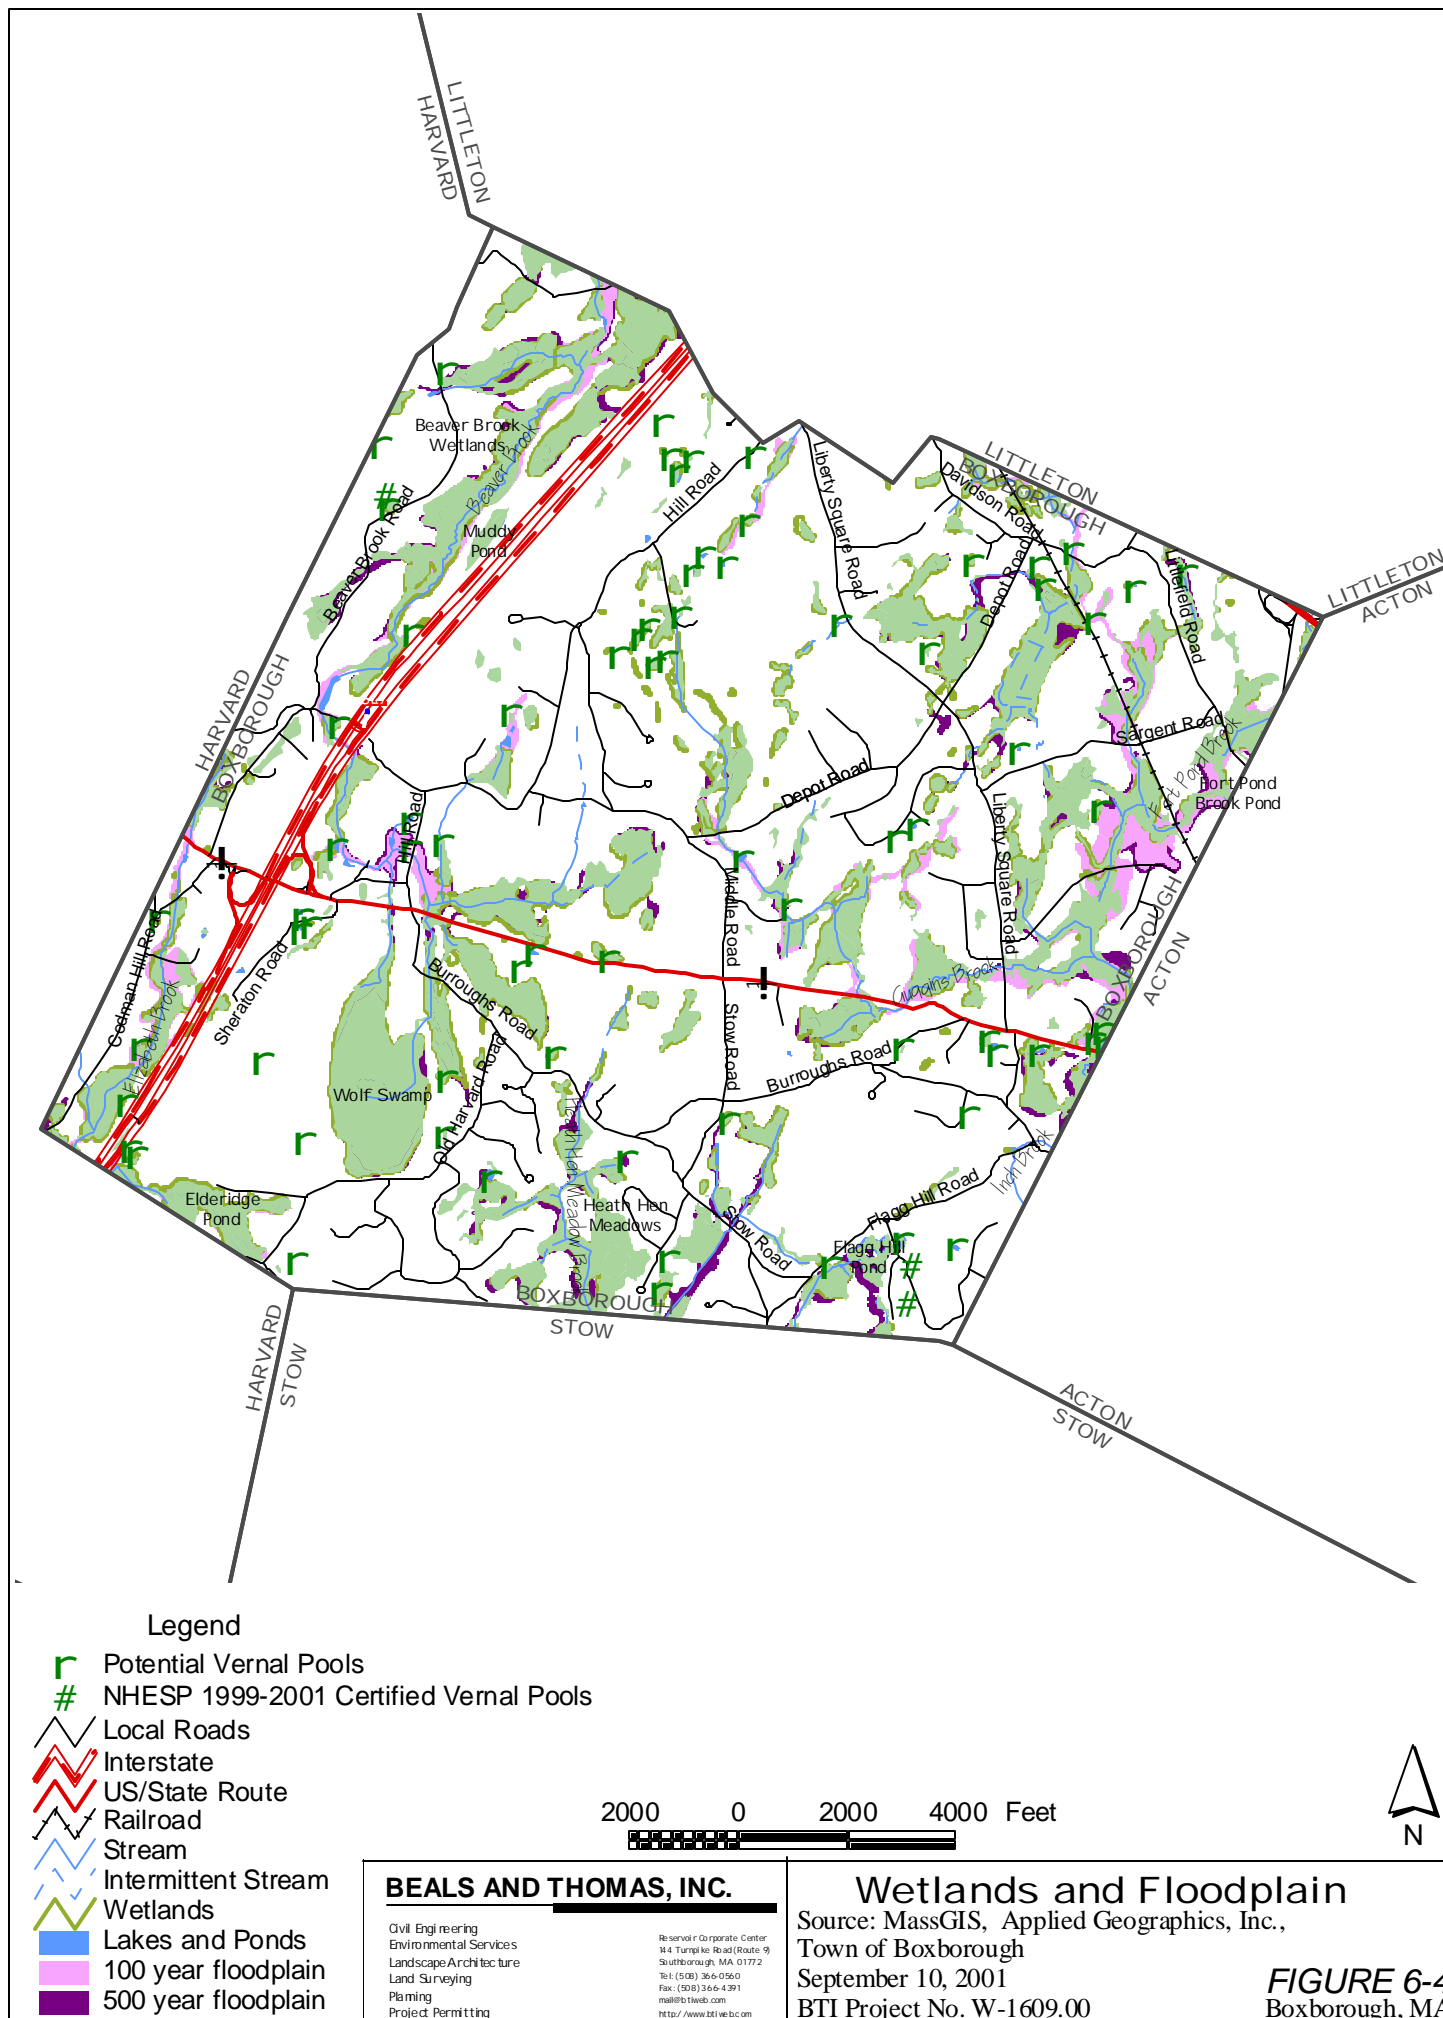 LITTLETON
HARVARD
Beaver Brook
Wetlands
Beaver Brook
Muddy
Pond
Beaver Brook Road
Hill Road
Liberty Square Road
LITTLETON
BOXBOROUGH
Davidson Road
Depot Road
Littlefield Road
LITTLETON
ACTON
HARVARD
BOXBOROUGH
Sargent Road
Fort Pond Brook
Fort Pond
Brook Pond
Depot Road
Hill Road
Liberty Square Road
Middle Road
BOXBOROUGH
ACTON
Codman Hill Road
Sheraton Road
Elizabeth Brook
Burroughs Road
Guggins Brook
Stow Road
Burroughs Road
Old Harvard Road
Wolf Swamp
Heath Hen Meadow Brook
Inch Brook
Elderidge
Pond
Heath Hen
Meadows
Stow Road
Flagg Hill Road
Flagg Hill
Pond
BOXBOROUGH
STOW
HARVARD
STOW
ACTON
STOW
Legend
r Potential Vernal Pools
# NHESP 1999-2001 Certified Vernal Pools
Local Roads
Interstate
US/State Route
Railroad
Stream
Intermittent Stream
Wetlands
Lakes and Ponds
100 year floodplain
500 year floodplain
2000 0 2000 4000 Feet
N
BEALS AND THOMAS, INC.
Civil Engineering
Environmental Services
Landscape Architecture
Land Surveying
Planning
Project Permitting
Reservoir Corporate Center
144 Turnpike Road (Route 9)
Southborough, MA 01772
Tel: (508) 366-0560
Fax: (508) 366-4391
mail@btiweb.com
http://www.btiweb.com
Wetlands and Floodplain
Source: MassGIS, Applied Geographics, Inc.,
Town of Boxborough
September 10, 2001
BTI Project No. W-1609.00
FIGURE 6-4
Boxborough, MA